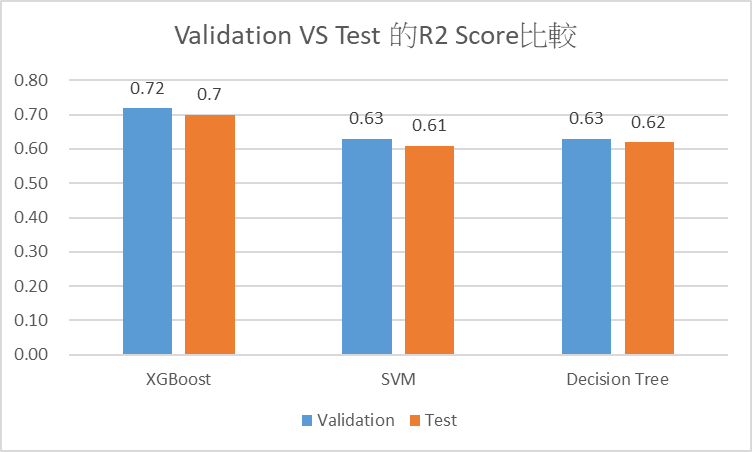 Validation VS Test 的R2 Score比較
0.80
0.70
0.60
0.50
0.40
0.30
0.20
0.10
0.00
0.72
0.7
0.63
0.61
0.63
0.62
XGBoost
SVM
Decision Tree
Validation
Test